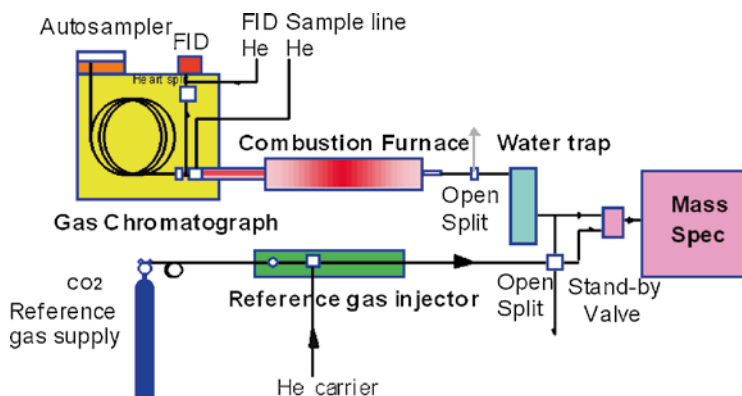 Autosampler
FID
FID Sample line
He He
Heart split
Combustion Furnace
Water trap
Open
Split
Gas Chromatograph
Mass
Spec
Reference gas injector
Open
Split
Stand-by
Valve
CO2
Reference
gas supply
He carrier